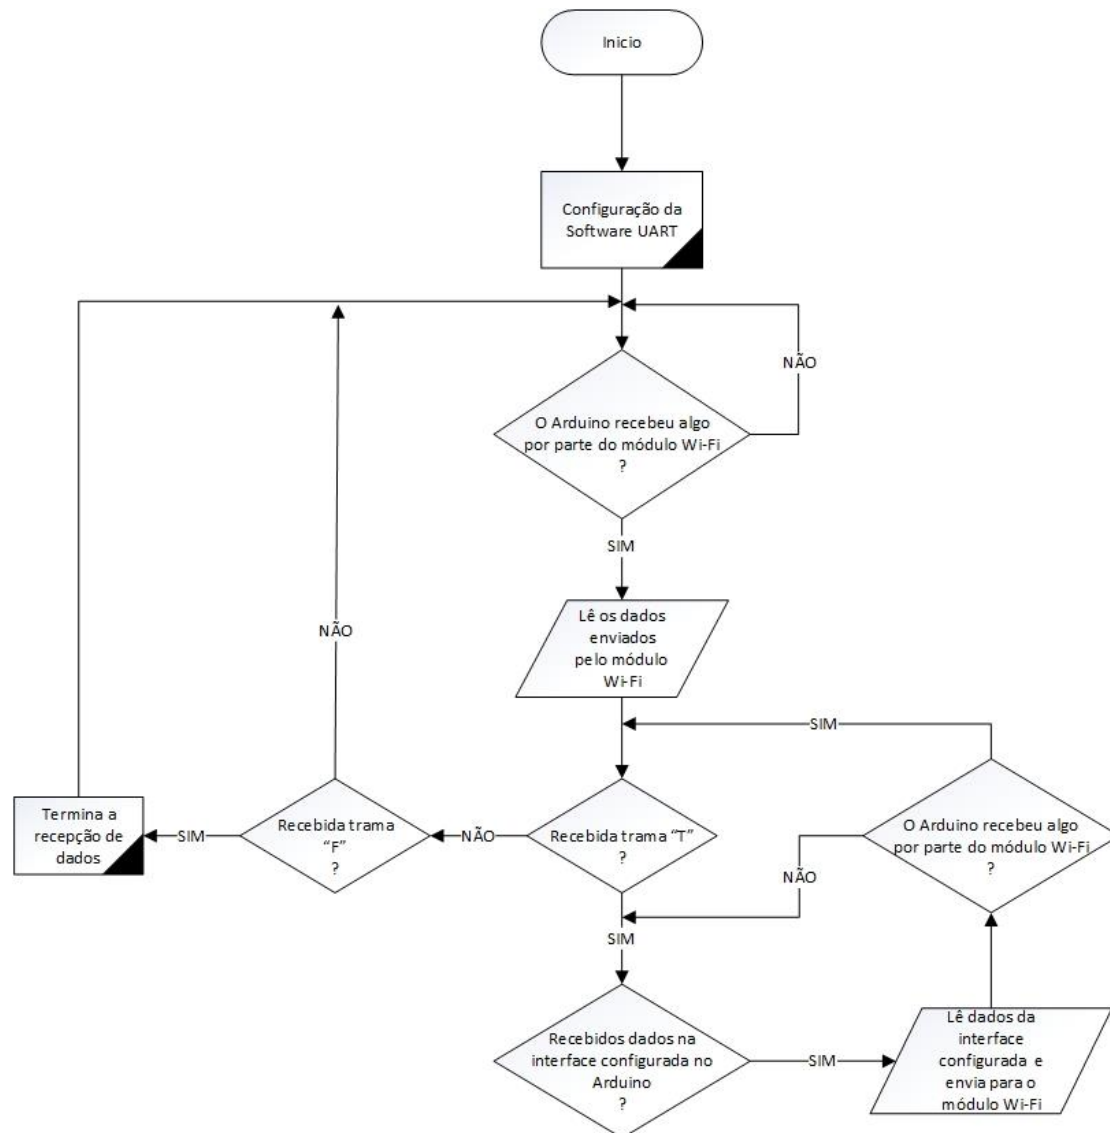 Inicio
Configuração da
Software UART
NÃO
O Arduino recebeu algo
por parte do módulo Wi-Fi
?
SIM
Lê os dados
enviados
pelo módulo
Wi-Fi
NÃO
SIM
Termina a
recepção de
dados
SIM
Recebida trama
“F”
?
NÃO
Recebida trama “T”
?
O Arduino recebeu algo
por parte do módulo Wi-Fi
?
NÃO
SIM
Recebidos dados na
interface configurada no
Arduino
?
SIM
Lê dados da
interface
configurada e
envia para o
módulo Wi-Fi